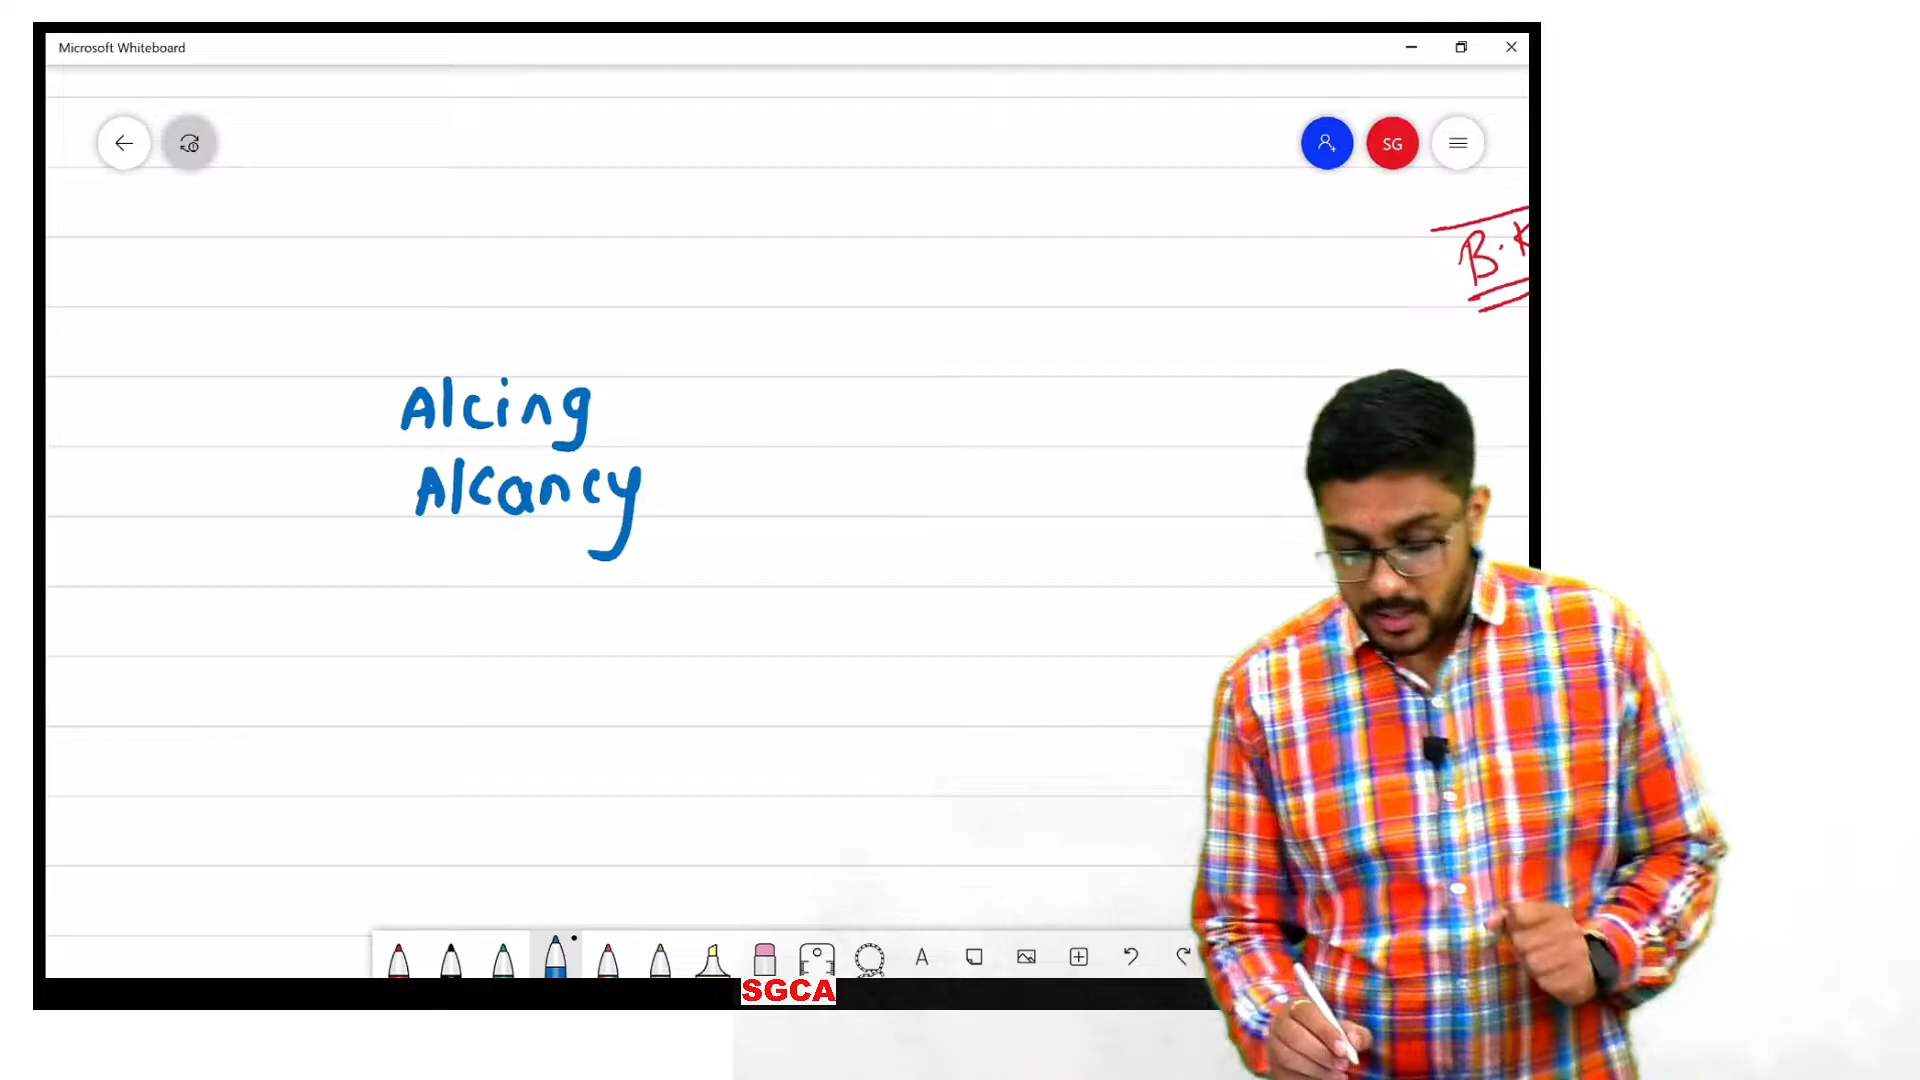 Microsoft Whiteboard
SG
B.K
Alcing
Alcancy
A
SGCA